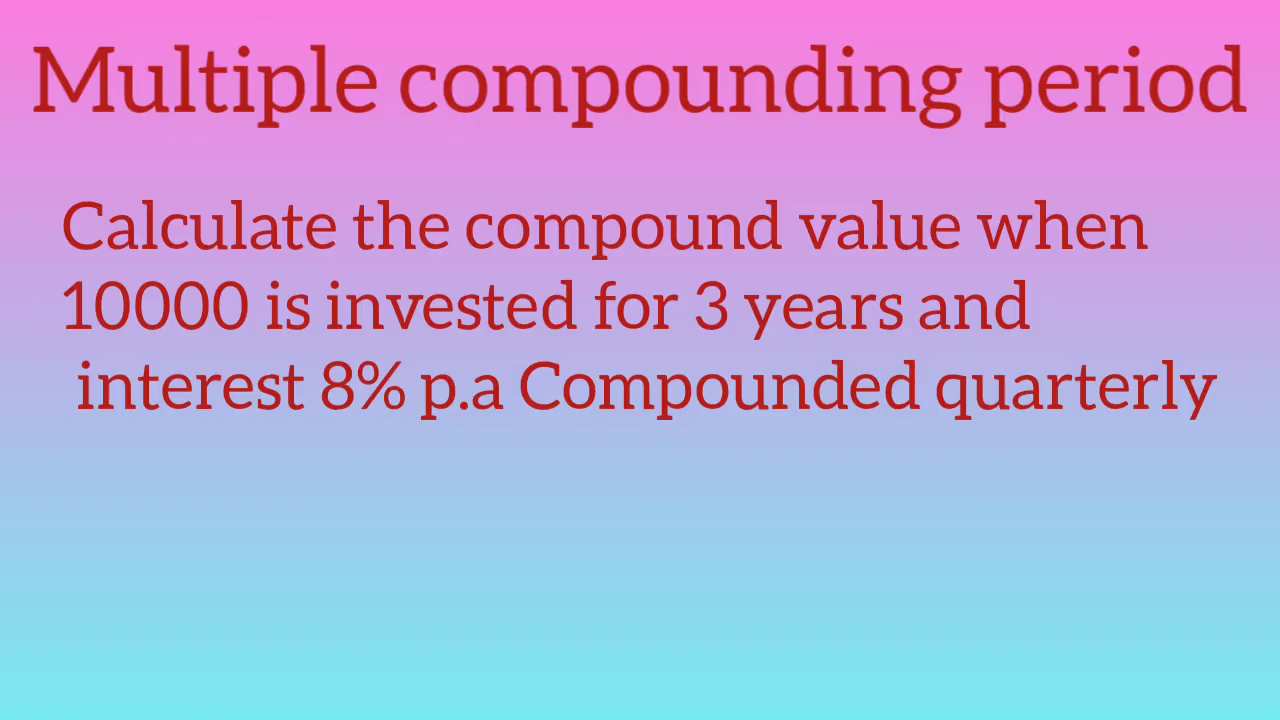 Multiple compounding period
Calculate the compound value when
10000 is invested for 3 years and
interest 8% p.a Compounded quarterly